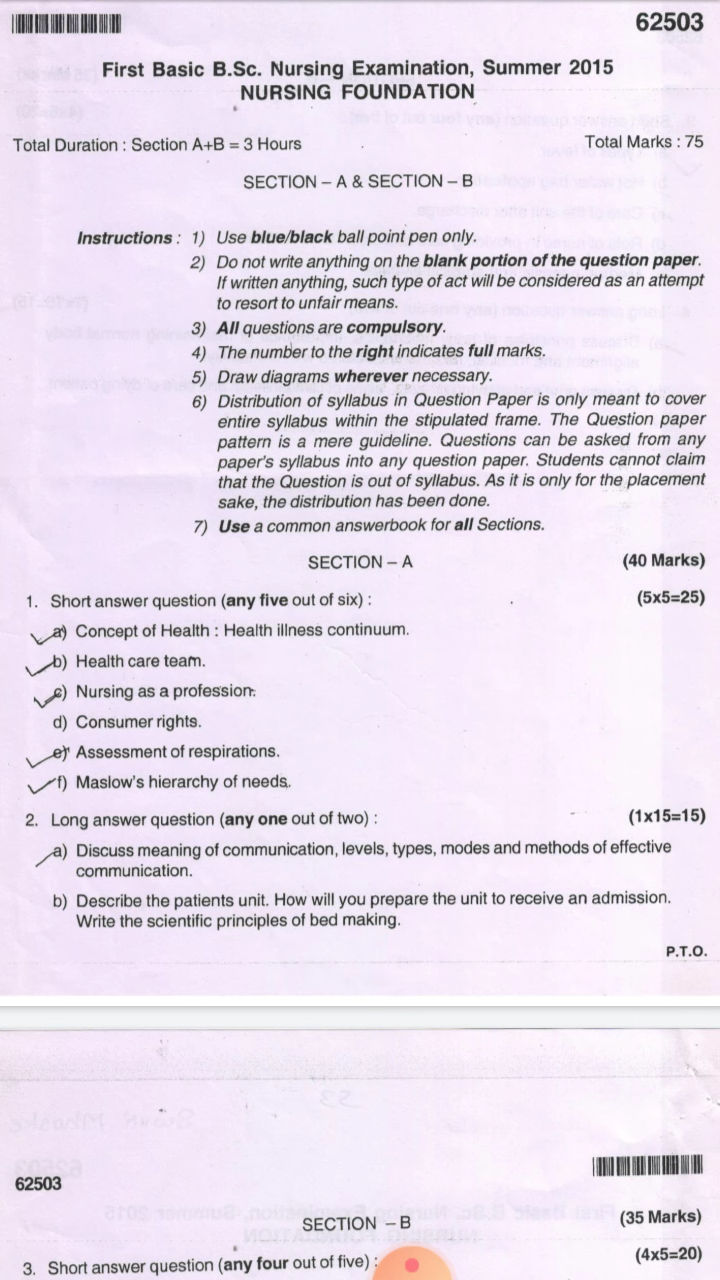 62503
First Basic B.Sc. Nursing Examination, Summer 2015
NURSING FOUNDATION
Total Duration : Section A+B = 3 Hours Total Marks : 75
SECTION – A & SECTION – B
Instructions : 1) Use blue/black ball point pen only.
2) Do not write anything on the blank portion of the question paper.
If written anything, such type of act will be considered as an attempt
to resort to unfair means.
3) All questions are compulsory.
4) The number to the right indicates full marks.
5) Draw diagrams wherever necessary.
6) Distribution of syllabus in Question Paper is only meant to cover
entire syllabus within the stipulated frame. The Question paper
pattern is a mere guideline. Questions can be asked from any
paper's syllabus into any question paper. Students cannot claim
that the Question is out of syllabus. As it is only for the placement
sake, the distribution has been done.
7) Use a common answerbook for all Sections.
SECTION – A (40 Marks)
1. Short answer question (any five out of six) : (5x5=25)
a) Concept of Health : Health illness continuum.
b) Health care team.
c) Nursing as a profession.
d) Consumer rights.
e) Assessment of respirations.
f) Maslow's hierarchy of needs.
2. Long answer question (any one out of two) : (1x15=15)
a) Discuss meaning of communication, levels, types, modes and methods of effective
communication.
b) Describe the patients unit. How will you prepare the unit to receive an admission.
Write the scientific principles of bed making.
P.T.O.
62503
SECTION – B (35 Marks)
3. Short answer question (any four out of five) : (4x5=20)